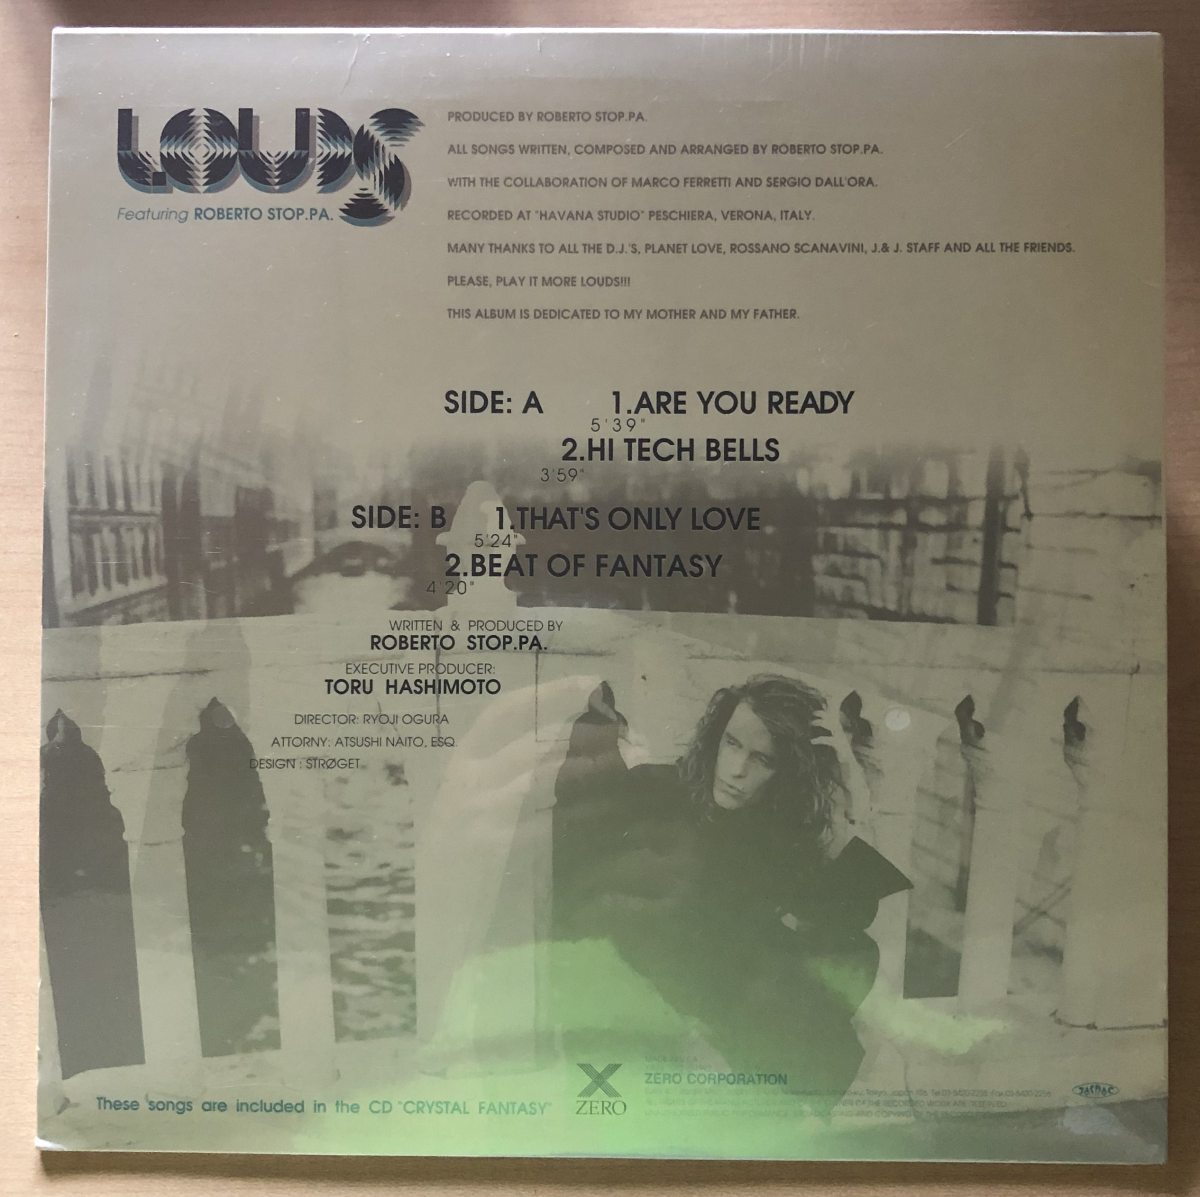 LOUDS
Featuring ROBERTO STOP.PA.
PRODUCED BY ROBERTO STOP.PA.
ALL SONGS WRITTEN, COMPOSED AND ARRANGED BY ROBERTO STOP.PA.
WITH THE COLLABORATION OF MARCO FERRETTI AND SERGIO DALL'ORA.
RECORDED AT "HAVANA STUDIO" PESCHIERA, VERONA, ITALY.
MANY THANKS TO ALL THE D.J.'S, PLANET LOVE, ROSSANO SCANAVINI, J.& J. STAFF AND ALL THE FRIENDS.
PLEASE, PLAY IT MORE LOUDS!!!
THIS ALBUM IS DEDICATED TO MY MOTHER AND MY FATHER.
SIDE: A 1.ARE YOU READY
5'39"
2.HI TECH BELLS
3'59"
SIDE: B 1.THAT'S ONLY LOVE
5'24"
2.BEAT OF FANTASY
4'20"
WRITTEN & PRODUCED BY
ROBERTO STOP.PA.
EXECUTIVE PRODUCER:
TORU HASHIMOTO
DIRECTOR: RYOJI OGURA
ATTORNY: ATSUSHI NAITO, ESQ.
DESIGN : STRØGET
These songs are included in the CD "CRYSTAL FANTASY"
ZERO
ZERO CORPORATION
Tokyo, Japan